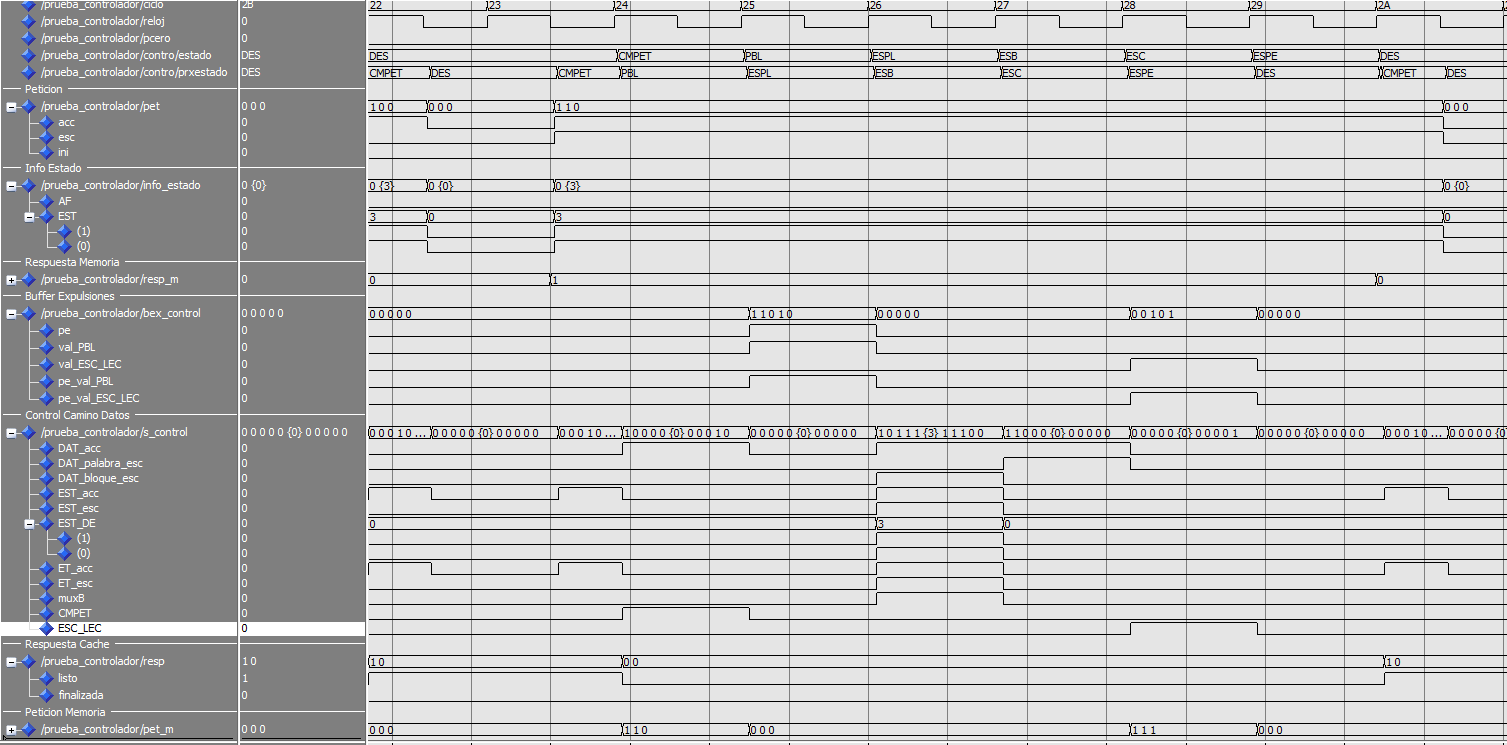 /prueba_controlador/ciclo 2B 22 23 24 25 26 27 28 29 2A
/prueba_controlador/reloj 0
/prueba_controlador/pcero 0
/prueba_controlador/contro/estado DES DES CMPET PBL ESPL ESB ESC ESPE DES
/prueba_controlador/contro/prxestado DES CMPET DES CMPET PBL ESPL ESB ESC ESPE DES CMPET DES
Peticion
/prueba_controlador/pet 0 0 0 1 0 0 0 0 0 1 1 0 0 0 0
acc 0
esc 0
ini 0
Info Estado
/prueba_controlador/info_estado 0 {0} 0 {3} 0 {0} 0 {3} 0 {0}
AF 0
EST 0 3 0 3 0
(1) 0
(0) 0
Respuesta Memoria
/prueba_controlador/resp_m 0 0 1 0
Buffer Expulsiones
/prueba_controlador/bex_control 0 0 0 0 0 0 0 0 0 0 1 1 0 1 0 0 0 0 0 0 0 0 1 0 1 0 0 0 0 0
pe 0
val_PBL 0
val_ESC_LEC 0
pe_val_PBL 0
pe_val_ESC_LEC 0
Control Camino Datos
/prueba_controlador/s_control 0 0 0 0 0 {0} 0 0 0 0 0 0 0 0 1 0 ... 0 0 0 0 0 {0} 0 0 0 0 0 0 0 0 1 0 ... 1 0 0 0 0 {0} 0 0 0 1 0 0 0 0 0 0 {0} 0 0 0 0 0 1 0 1 1 1 {3} 1 1 1 0 0 1 1 0 0 0 {0} 0 0 0 0 0 0 0 0 0 0 {0} 0 0 0 0 1 0 0 0 0 0 {0} 0 0 0 0 0 0 0 0 1 0 ... 0 0 0 0 0 {0
DAT_acc 0
DAT_palabra_esc 0
DAT_bloque_esc 0
EST_acc 0
EST_esc 0
EST_DE 0 0 3 0
(1) 0
(0) 0
ET_acc 0
ET_esc 0
muxB 0
CMPET 0
ESC_LEC 0
Respuesta Cache
/prueba_controlador/resp 1 0 1 0 0 0 1 0
listo 1
finalizada 0
Peticion Memoria
/prueba_controlador/pet_m 0 0 0 0 0 0 1 1 0 0 0 0 1 1 1 0 0 0